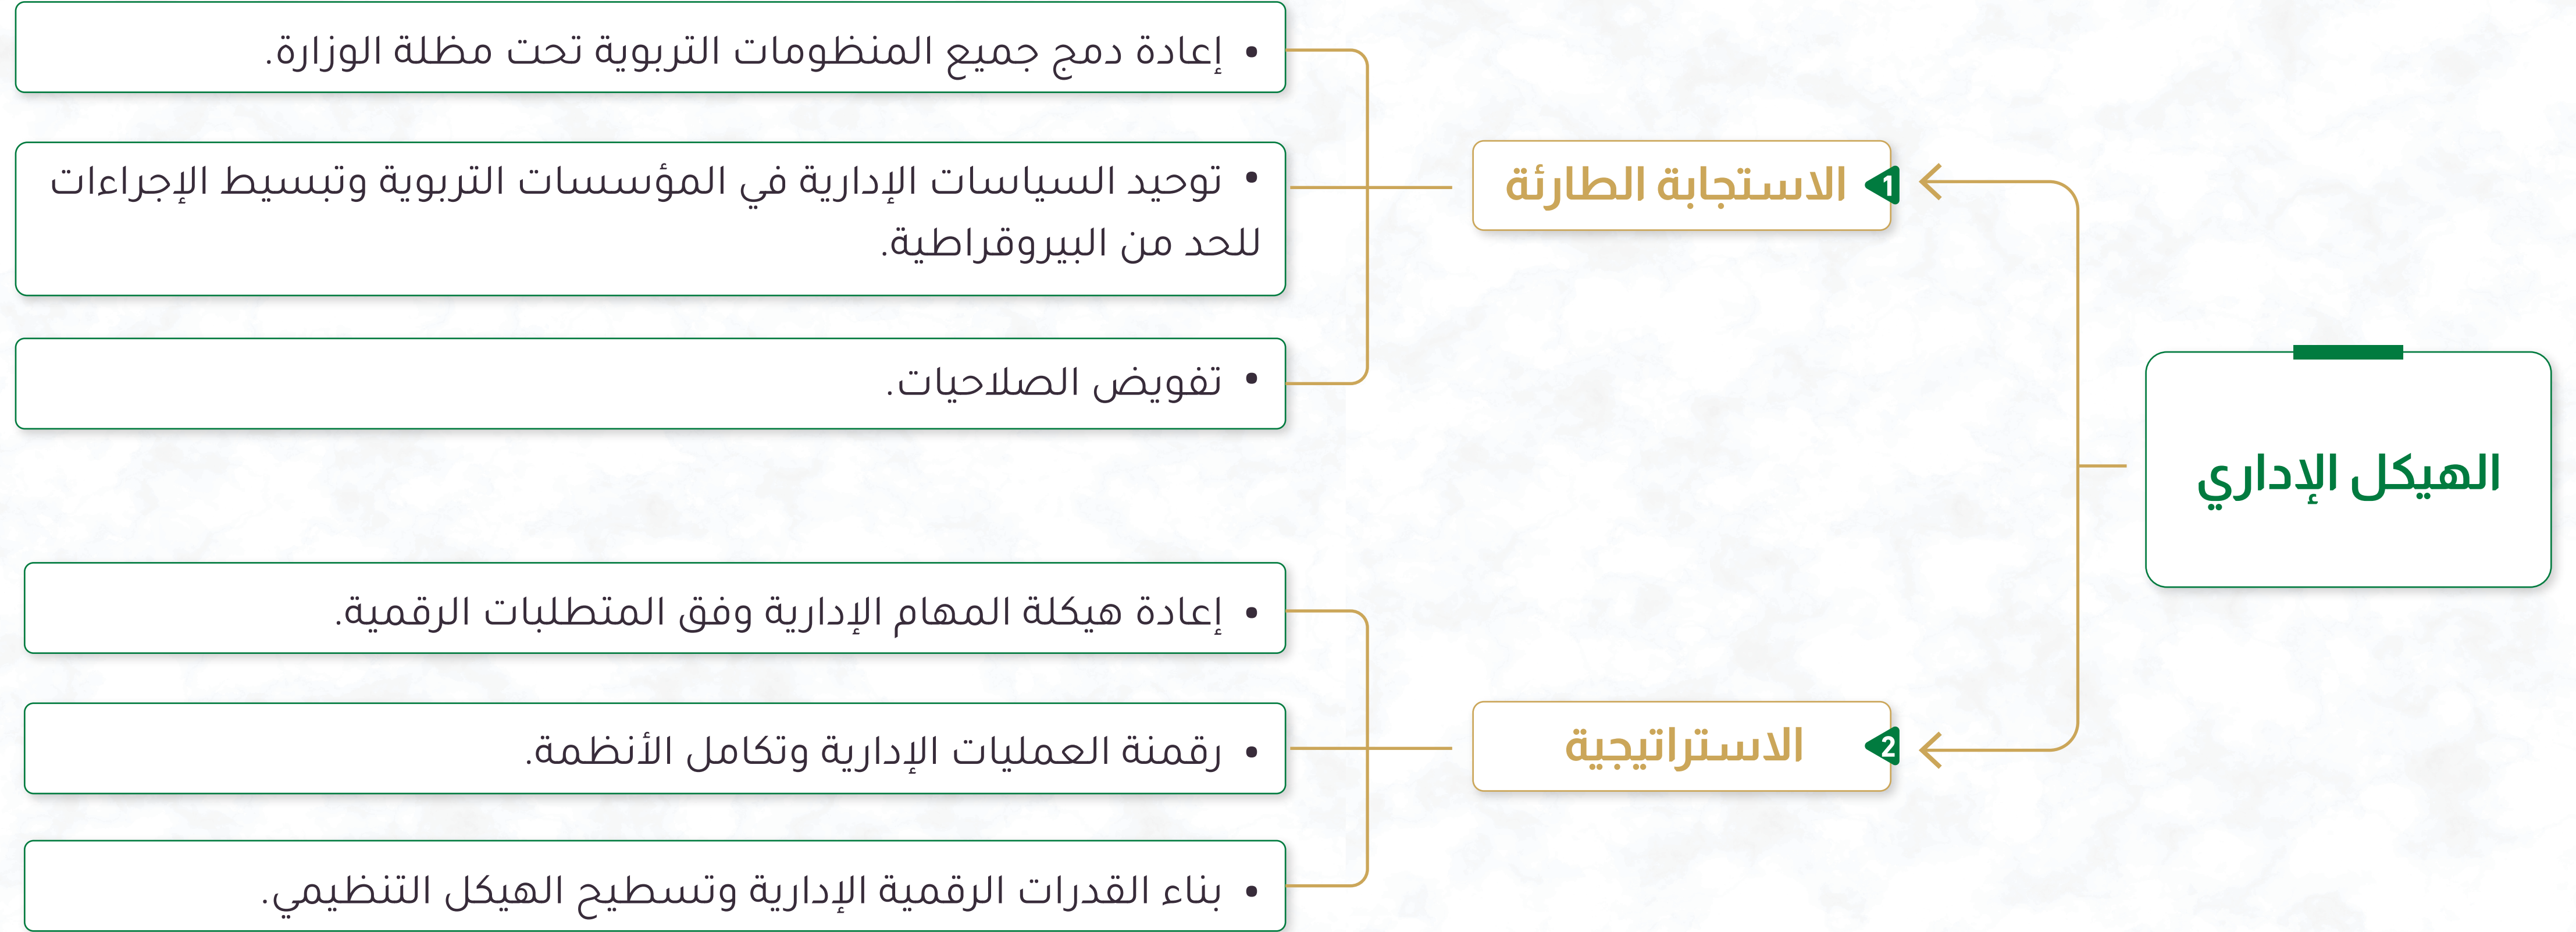 الهيكل الإداري
1
الاستجابة الطارئة
• إعادة دمج جميع المنظومات التربوية تحت مظلة الوزارة.
• توحيد السياسات الإدارية في المؤسسات التربوية وتبسيط الإجراءات
للحد من البيروقراطية.
• تفويض الصلاحيات.
2
الاستراتيجية
• إعادة هيكلة المهام الإدارية وفق المتطلبات الرقمية.
• رقمنة العمليات الإدارية وتكامل الأنظمة.
• بناء القدرات الرقمية الإدارية وتسطيح الهيكل التنظيمي.